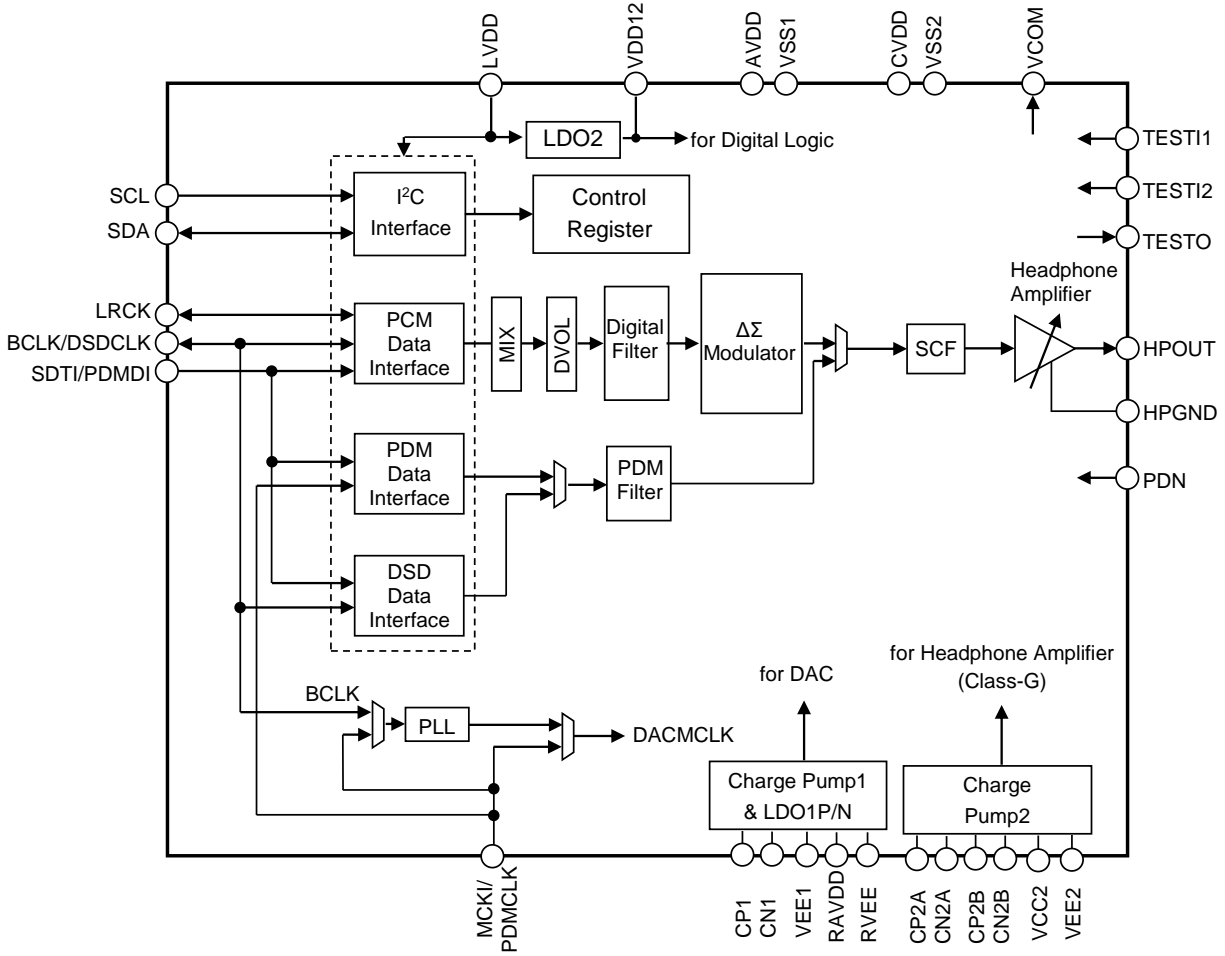 LVDD
VDD12
AVDD
VSS1
CVDD
VSS2
VCOM
LDO2
for Digital Logic
TESTI1
TESTI2
TESTO
SCL
SDA
I²C
Interface
Control
Register
LRCK
BCLK/DSDCLK
SDTI/PDMDI
PCM
Data
Interface
MIX
DVOL
Digital
Filter
ΔΣ
Modulator
SCF
Headphone
Amplifier
HPOUT
HPGND
PDM
Data
Interface
PDM
Filter
PDN
DSD
Data
Interface
BCLK
PLL
DACMCLK
for DAC
for Headphone Amplifier
(Class-G)
Charge Pump1
& LDO1P/N
Charge
Pump2
MCKI/
PDMCLK
CP1
CN1
VEE1
RAVDD
RVEE
CP2A
CN2A
CP2B
CN2B
VCC2
VEE2